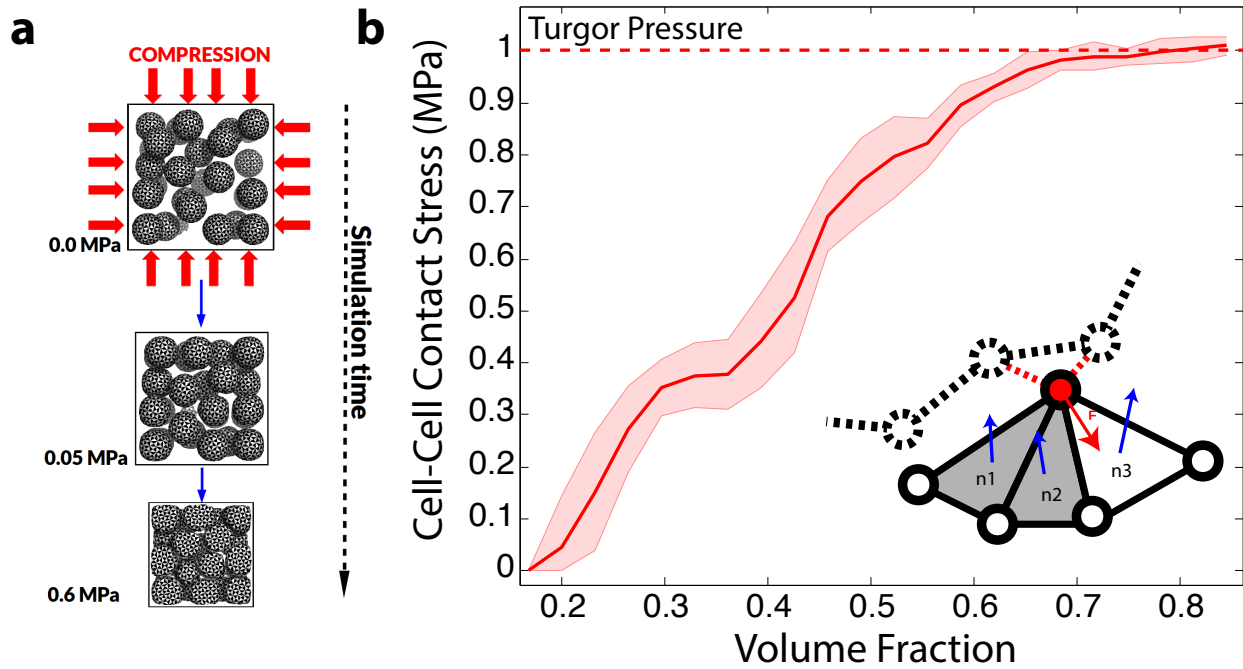 a
COMPRESSION
0.0 MPa
0.05 MPa
0.6 MPa
Simulation time
b
Turgor Pressure
Cell-Cell Contact Stress (MPa)
1
0.9
0.8
0.7
0.6
0.5
0.4
0.3
0.2
0.1
0
F
n1
n2
n3
0.2
0.3
0.4
0.5
0.6
0.7
0.8
Volume Fraction